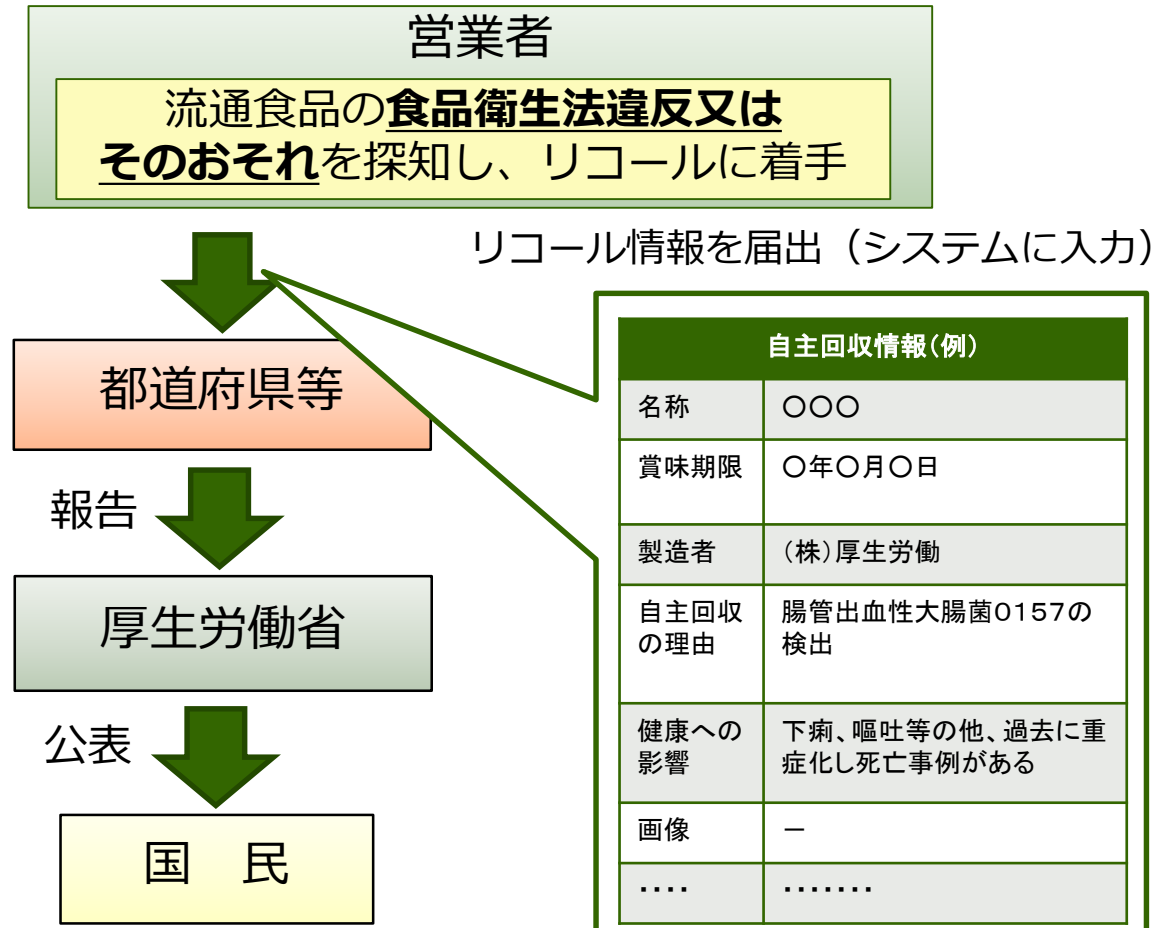 営業者
流通食品の食品衛生法違反又は
そのおそれを探知し、リコールに着手
リコール情報を届出（システムに入力）
都道府県等
報告
厚生労働省
公表
国　民
自主回収情報（例）
名称　〇〇〇
賞味期限　〇年〇月〇日
製造者　（株）厚生労働
自主回収　腸管出血性大腸菌O157の
の理由　検出
健康への　下痢、嘔吐等の他、過去に重
影響　症化し死亡事例がある
画像　－
‥‥　･･･････